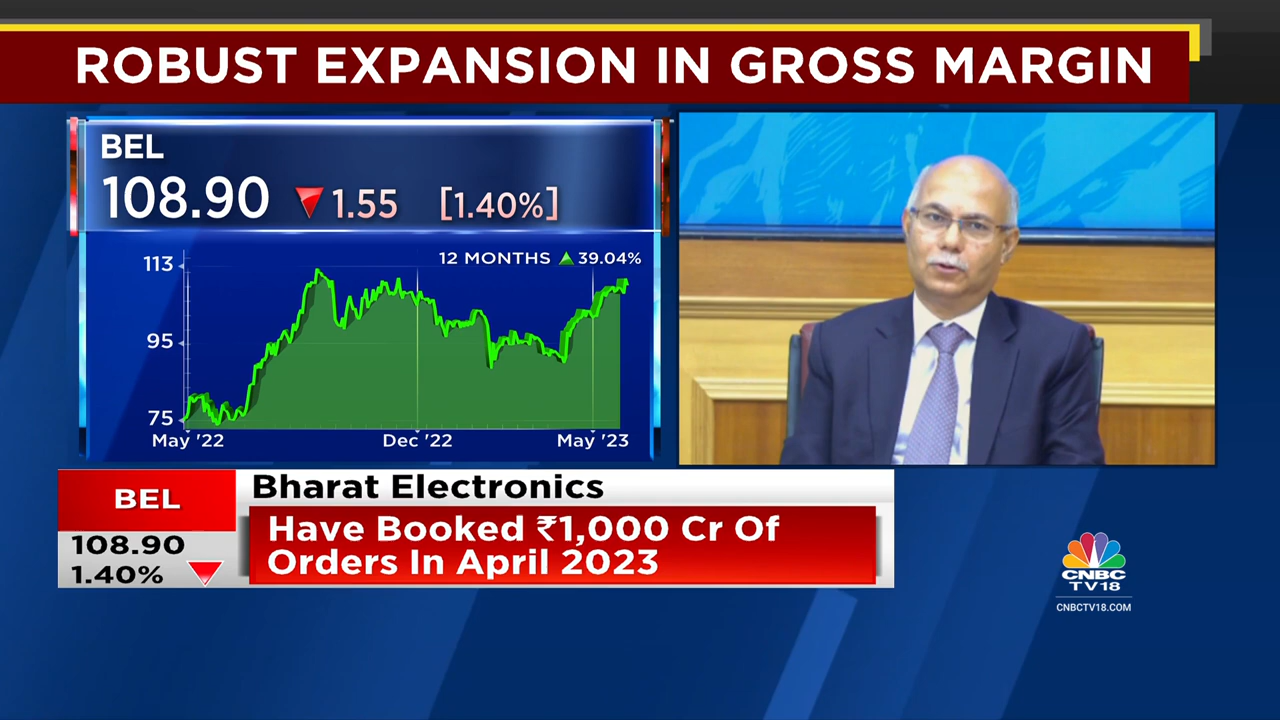 ROBUST EXPANSION IN GROSS MARGIN
BEL
108.90 1.55 [1.40%]
12 MONTHS 39.04%
113
95
75
May '22 Dec '22 May '23
BEL
108.90
1.40%
Bharat Electronics
Have Booked ₹1,000 Cr Of
Orders In April 2023
CNBC
TV18
CNBCTV18.COM